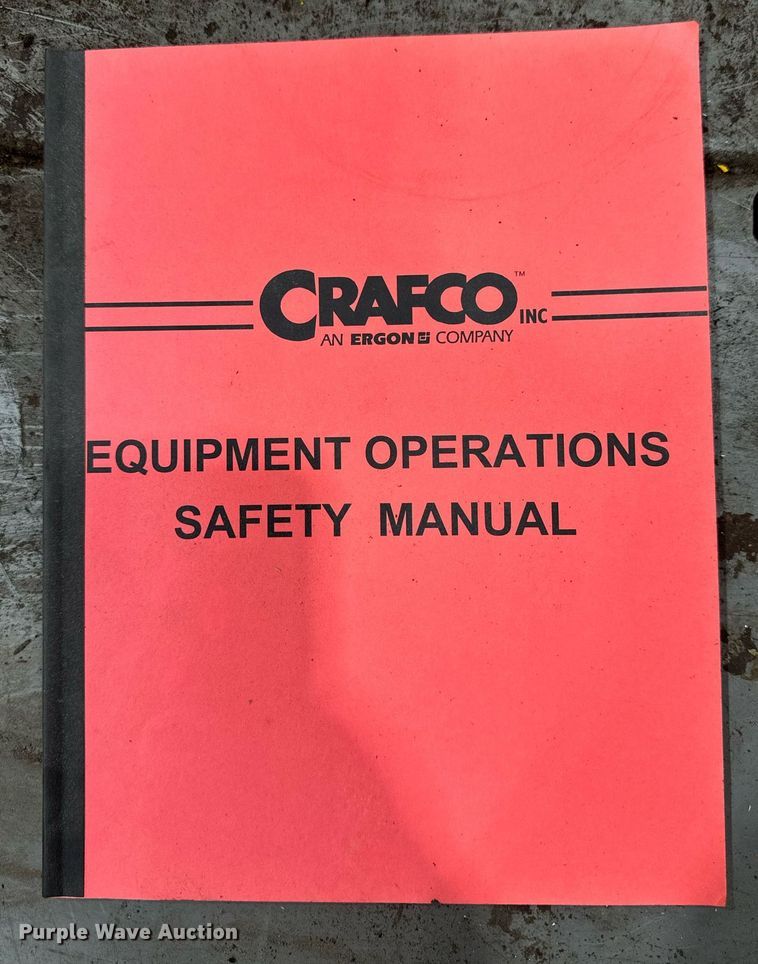 CRAFCO™ INC
AN ERGON COMPANY
EQUIPMENT OPERATIONS
SAFETY MANUAL
Purple Wave Auction